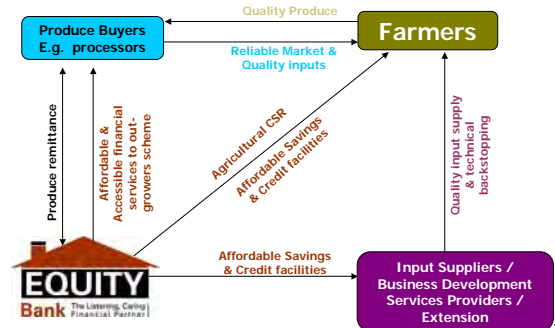 Quality Produce
Produce Buyers
E.g. processors
Farmers
Reliable Market &
Quality inputs
Produce remittance
Affordable &
Accessible financial
services to out-
growers scheme
Agricultural CSR
Affordable Savings
& Credit facilities
Quality input supply
& technical
backstopping
Affordable Savings
& Credit facilities
EQUITY
Bank The Listening, Caring
Financial Partner
Input Suppliers /
Business Development
Services Providers /
Extension